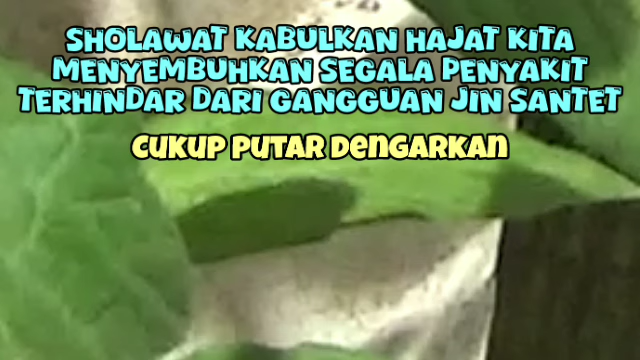 SHOLAWAT KABULKAN HAJAT KITA
MENYEMBUHKAN SEGALA PENYAKIT
TERHINDAR DARI GANGGUAN JIN SANTET
CUKUP PUTAR DENGARKAN